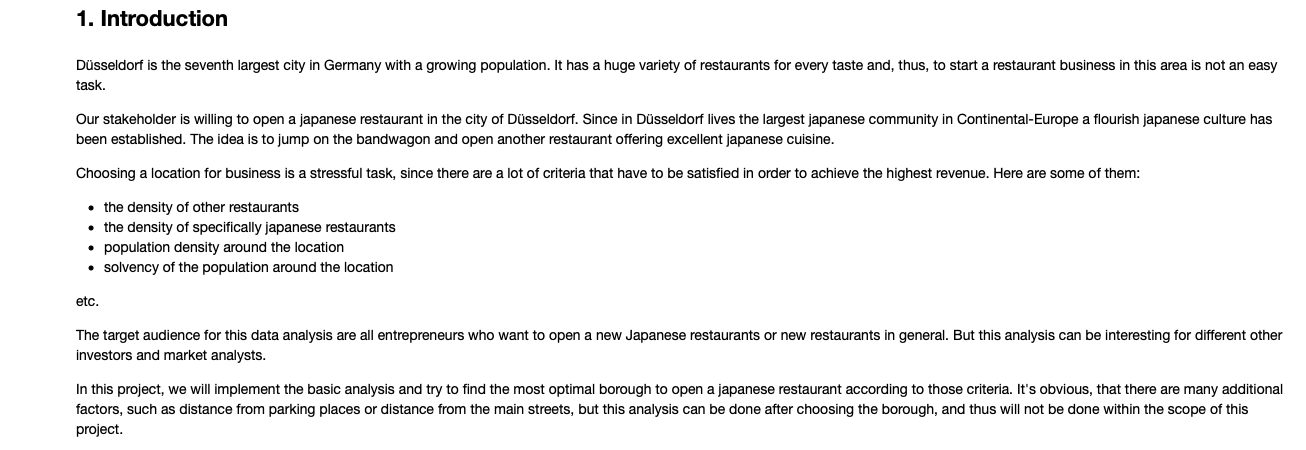 1. Introduction
Düsseldorf is the seventh largest city in Germany with a growing population. It has a huge variety of restaurants for every taste and, thus, to start a restaurant business in this area is not an easy
task.
Our stakeholder is willing to open a japanese restaurant in the city of Düsseldorf. Since in Düsseldorf lives the largest japanese community in Continental-Europe a flourish japanese culture has
been established. The idea is to jump on the bandwagon and open another restaurant offering excellent japanese cuisine.
Choosing a location for business is a stressful task, since there are a lot of criteria that have to be satisfied in order to achieve the highest revenue. Here are some of them:
• the density of other restaurants
• the density of specifically japanese restaurants
• population density around the location
• solvency of the population around the location
etc.
The target audience for this data analysis are all entrepreneurs who want to open a new Japanese restaurants or new restaurants in general. But this analysis can be interesting for different other
investors and market analysts.
In this project, we will implement the basic analysis and try to find the most optimal borough to open a japanese restaurant according to those criteria. It's obvious, that there are many additional
factors, such as distance from parking places or distance from the main streets, but this analysis can be done after choosing the borough, and thus will not be done within the scope of this
project.